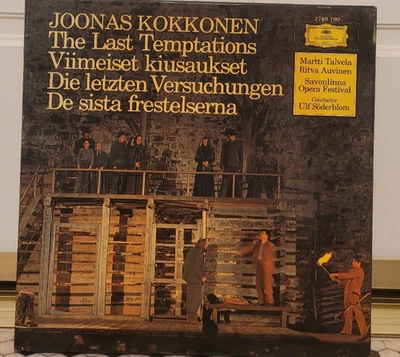 JOONAS KOKKONEN
The Last Temptations
Viimeiset kiusaukset
Die letzten Versuchungen
De sista frestelserna
2740 190
Martti Talvela
Ritva Auvinen
Savonlinna
Opera Festival
Conductor
Ulf Söderblom